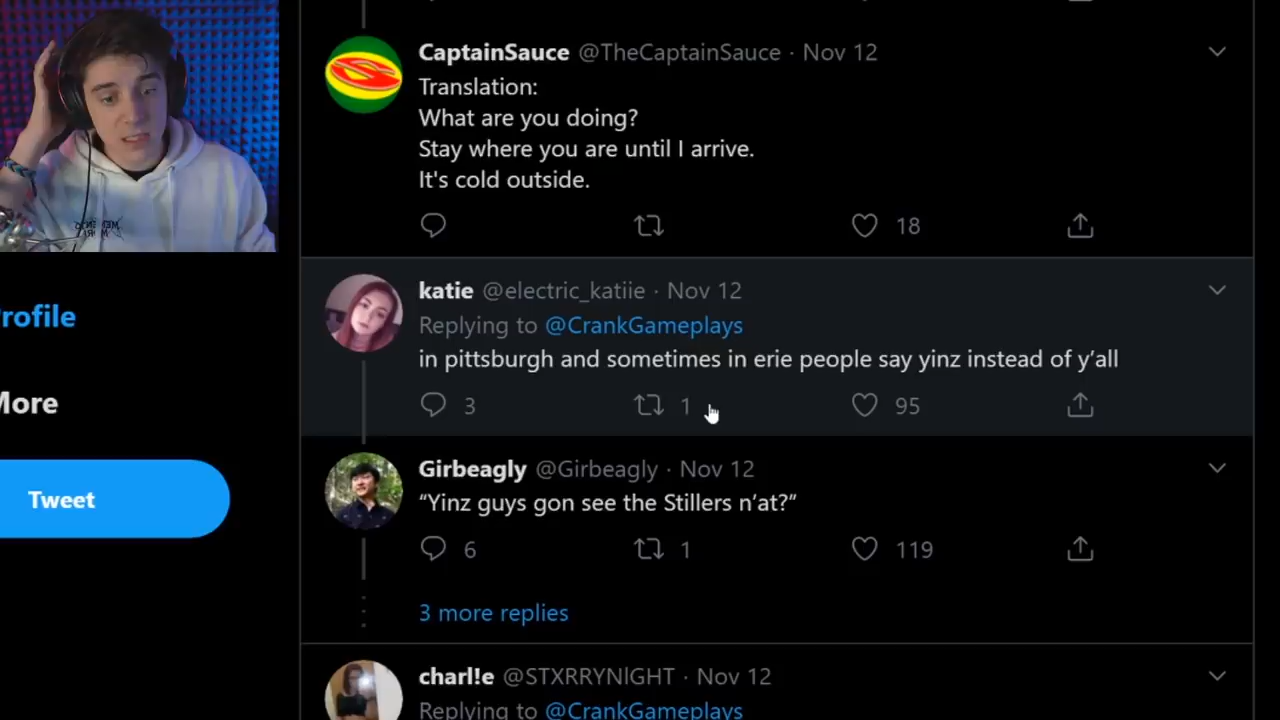 CaptainSauce @TheCaptainSauce · Nov 12
Translation:
What are you doing?
Stay where you are until I arrive.
It's cold outside.
18
katie @electric_katiie · Nov 12
Replying to @CrankGameplays
in pittsburgh and sometimes in erie people say yinz instead of y’all
3 1 95
Girbeagly @Girbeagly · Nov 12
“Yinz guys gon see the Stillers n’at?”
6 1 119
3 more replies
charl!e @STXRRYNlGHT · Nov 12
Replying to @CrankGameplays
rofile
More
Tweet